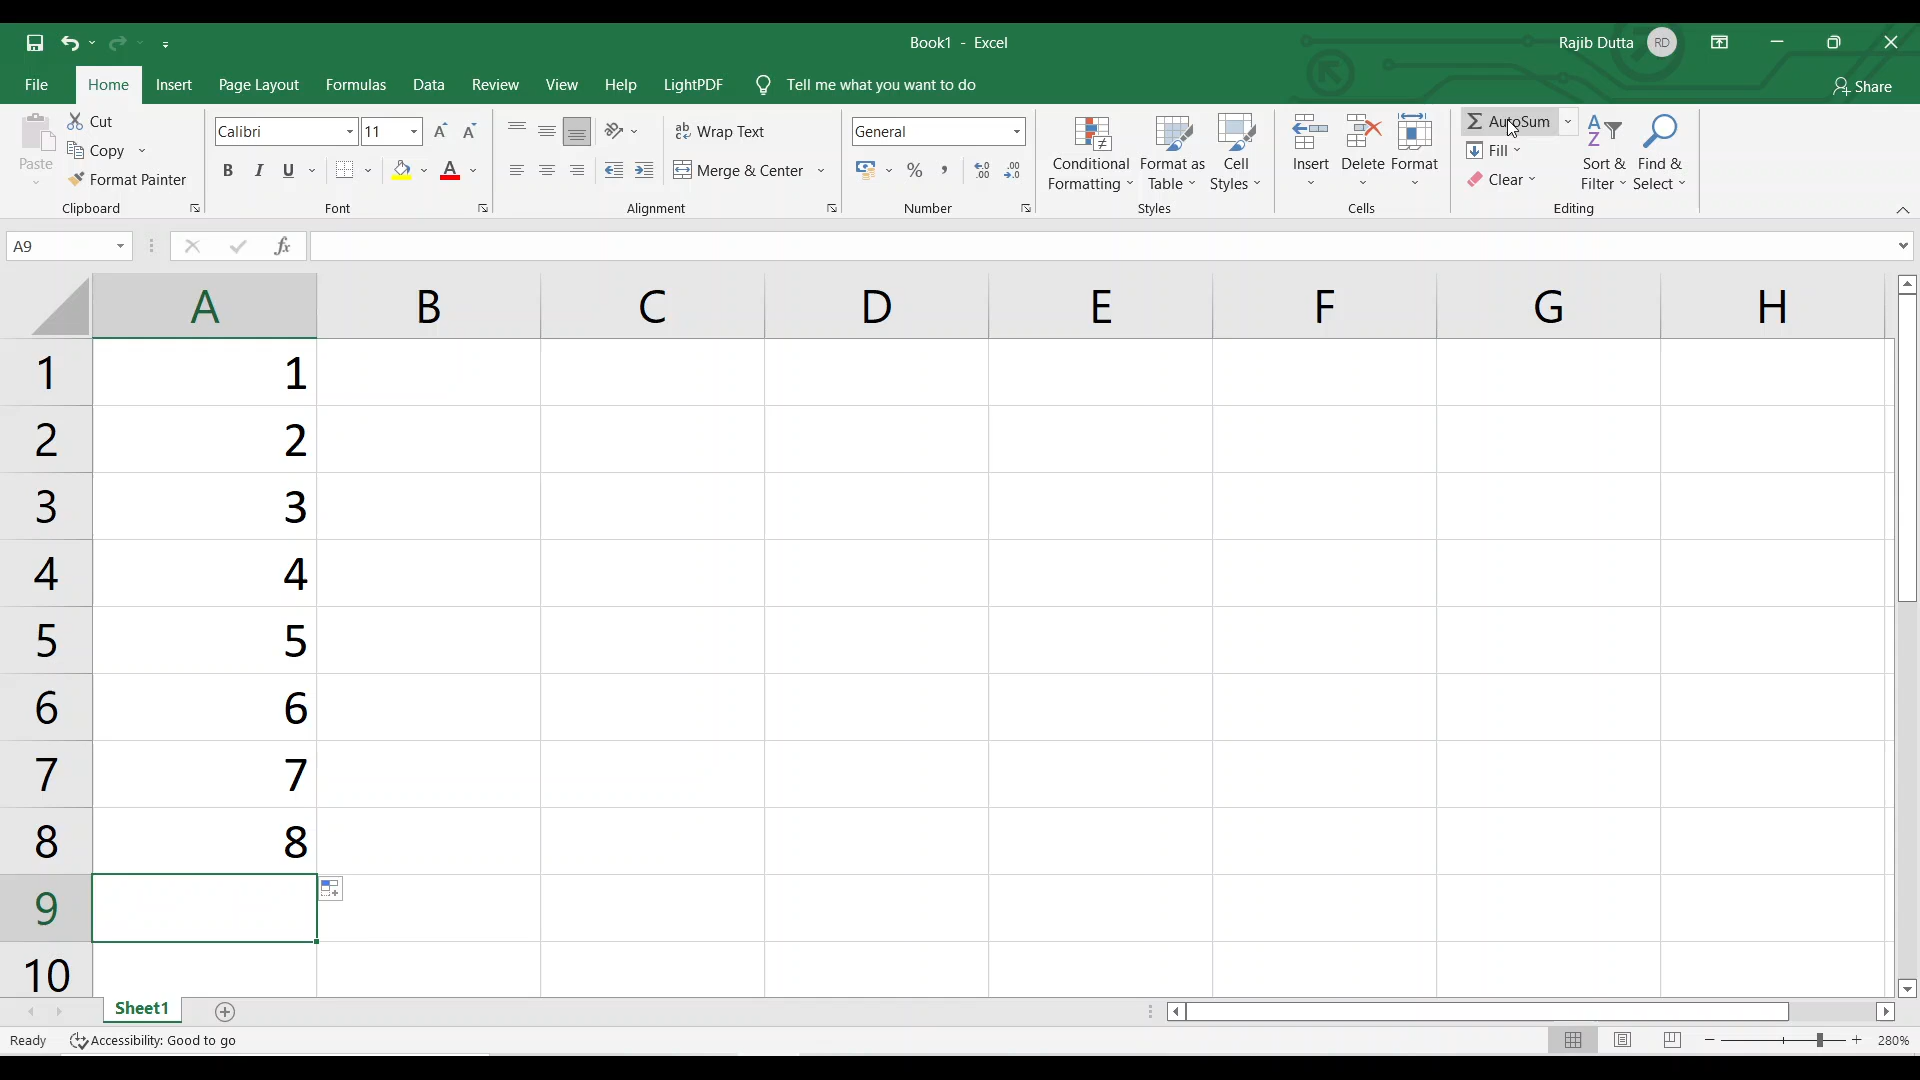 Book1 - Excel
Rajib Dutta RD
File Home Insert Page Layout Formulas Data Review View Help LightPDF Tell me what you want to do
Share
Paste
Cut
Copy
Format Painter
Clipboard
Calibri 11
B I U
Font
Wrap Text
Merge & Center
Alignment
General
Number
Conditional Formatting
Format as Table
Cell Styles
Styles
Insert
Delete
Format
Cells
AutoSum
Fill
Clear
Sort & Filter
Find & Select
Editing
A9
fx
A B C D E F G H
1 1
2 2
3 3
4 4
5 5
6 6
7 7
8 8
9
10
Sheet1
Ready Accessibility: Good to go
280%